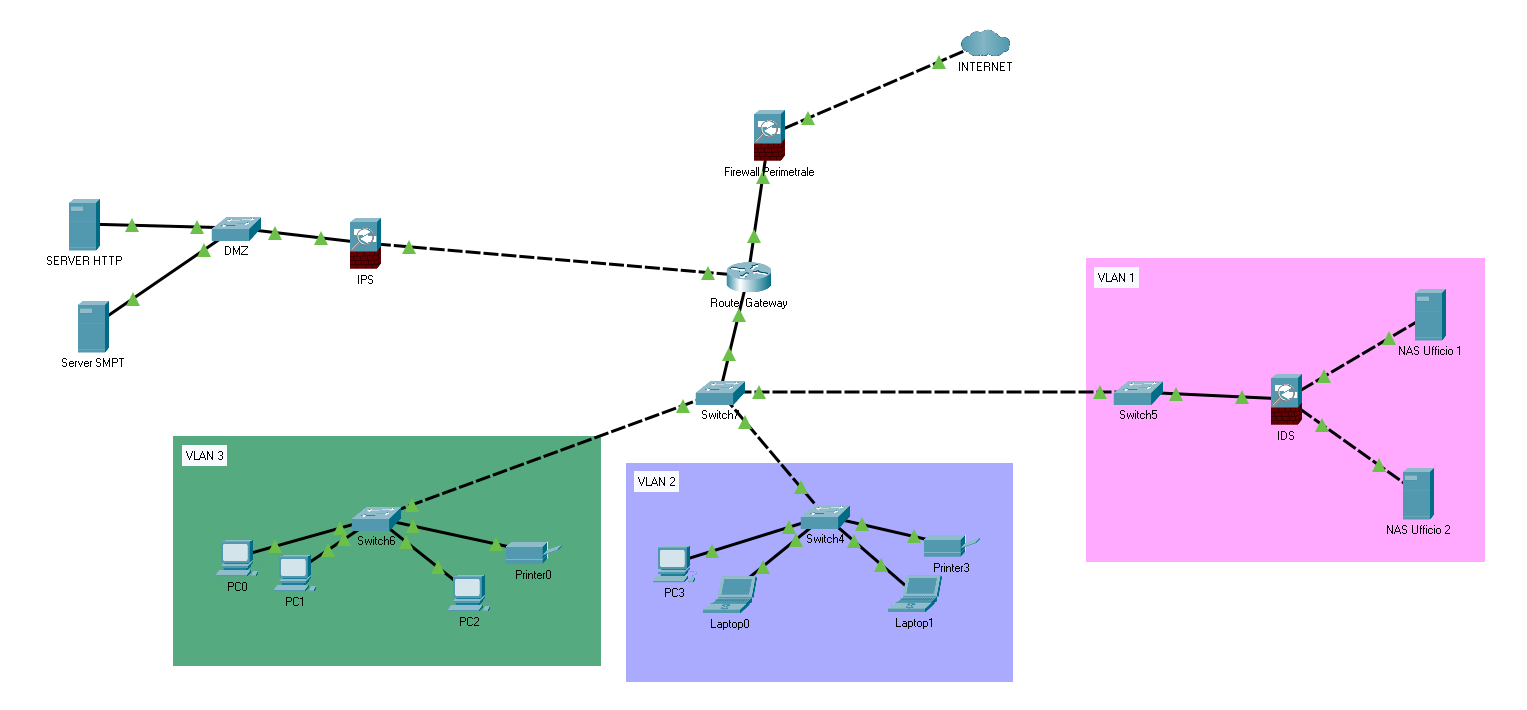 INTERNET
Firewall Perimetrale
SERVER HTTP
DMZ
IPS
Router Gateway
Server SMPT
VLAN 1
NAS Ufficio 1
Switch7
Switch5
IDS
NAS Ufficio 2
VLAN 3
VLAN 2
Switch6
Switch4
PC0
PC1
Printer0
PC2
PC3
Laptop0
Printer3
Laptop1